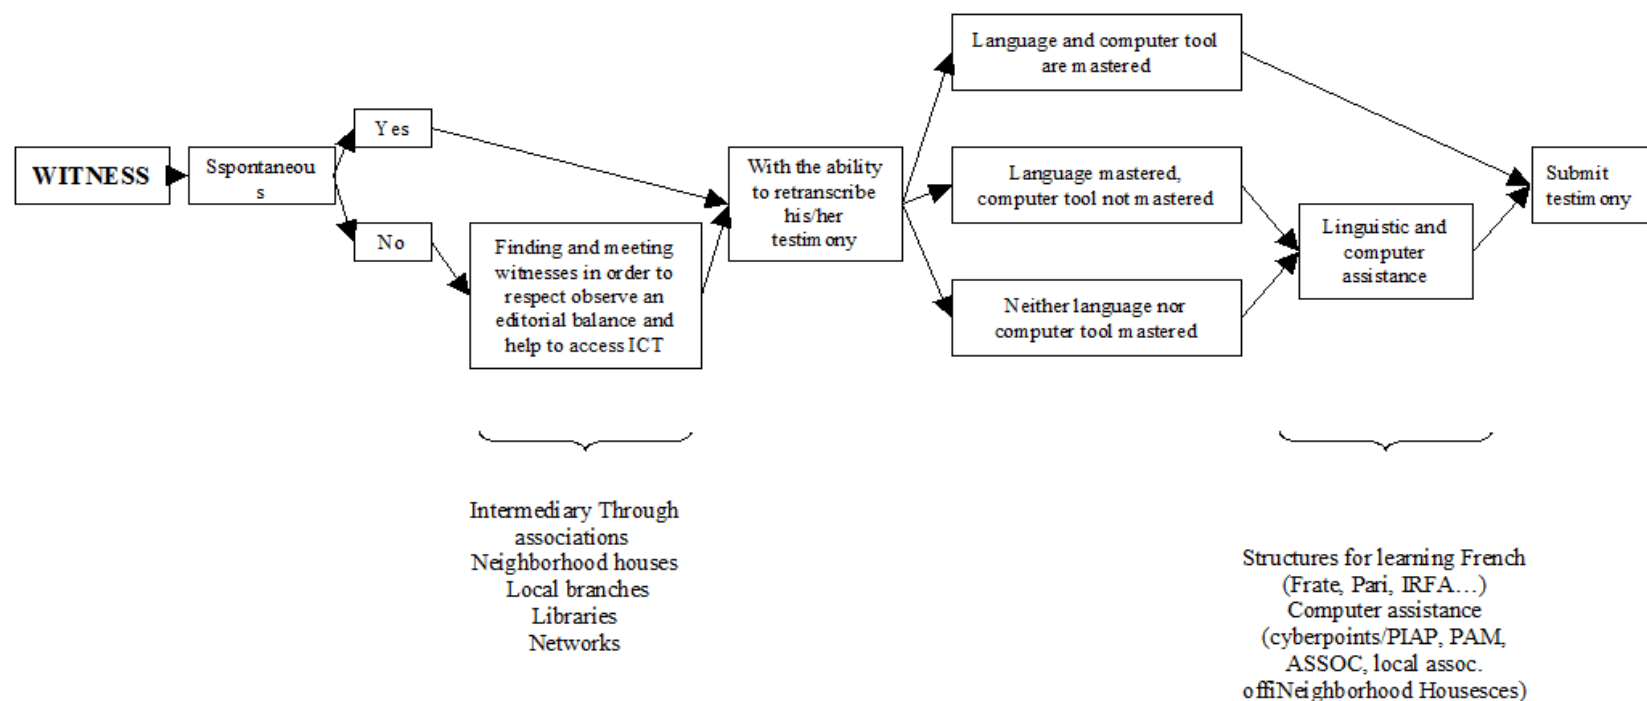 WITNESS
Sspontaneou
s
Yes
No
Finding and meeting
witnesses in order to
respect observe an
editorial balance and
help to access ICT
With the ability
to retranscribe
his/her
testimony
Language and computer tool
are mastered
Language mastered,
computer tool not mastered
Neither language nor
computer tool mastered
Linguistic and
computer
assistance
Submit
testimony
Intermediary Through
associations
Neighborhood houses
Local branches
Libraries
Networks
Structures for learning French
(Frate, Pari, IRFA…)
Computer assistance
(cyberpoints/PIAP, PAM,
ASSOC, local assoc.
offiNeighborhood Housesces)